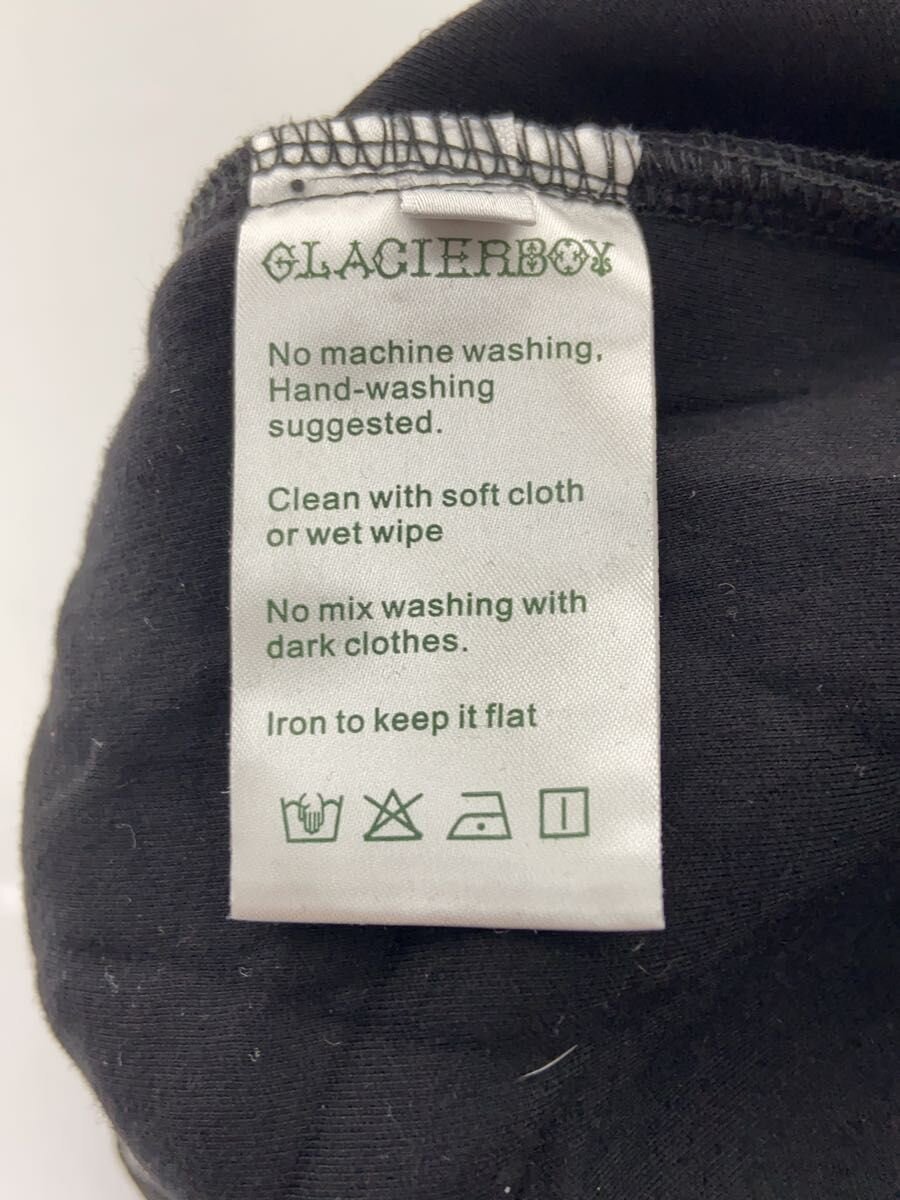 GLACIERBOY
No machine washing,
Hand-washing
suggested.
Clean with soft cloth
or wet wipe
No mix washing with
dark clothes.
Iron to keep it flat